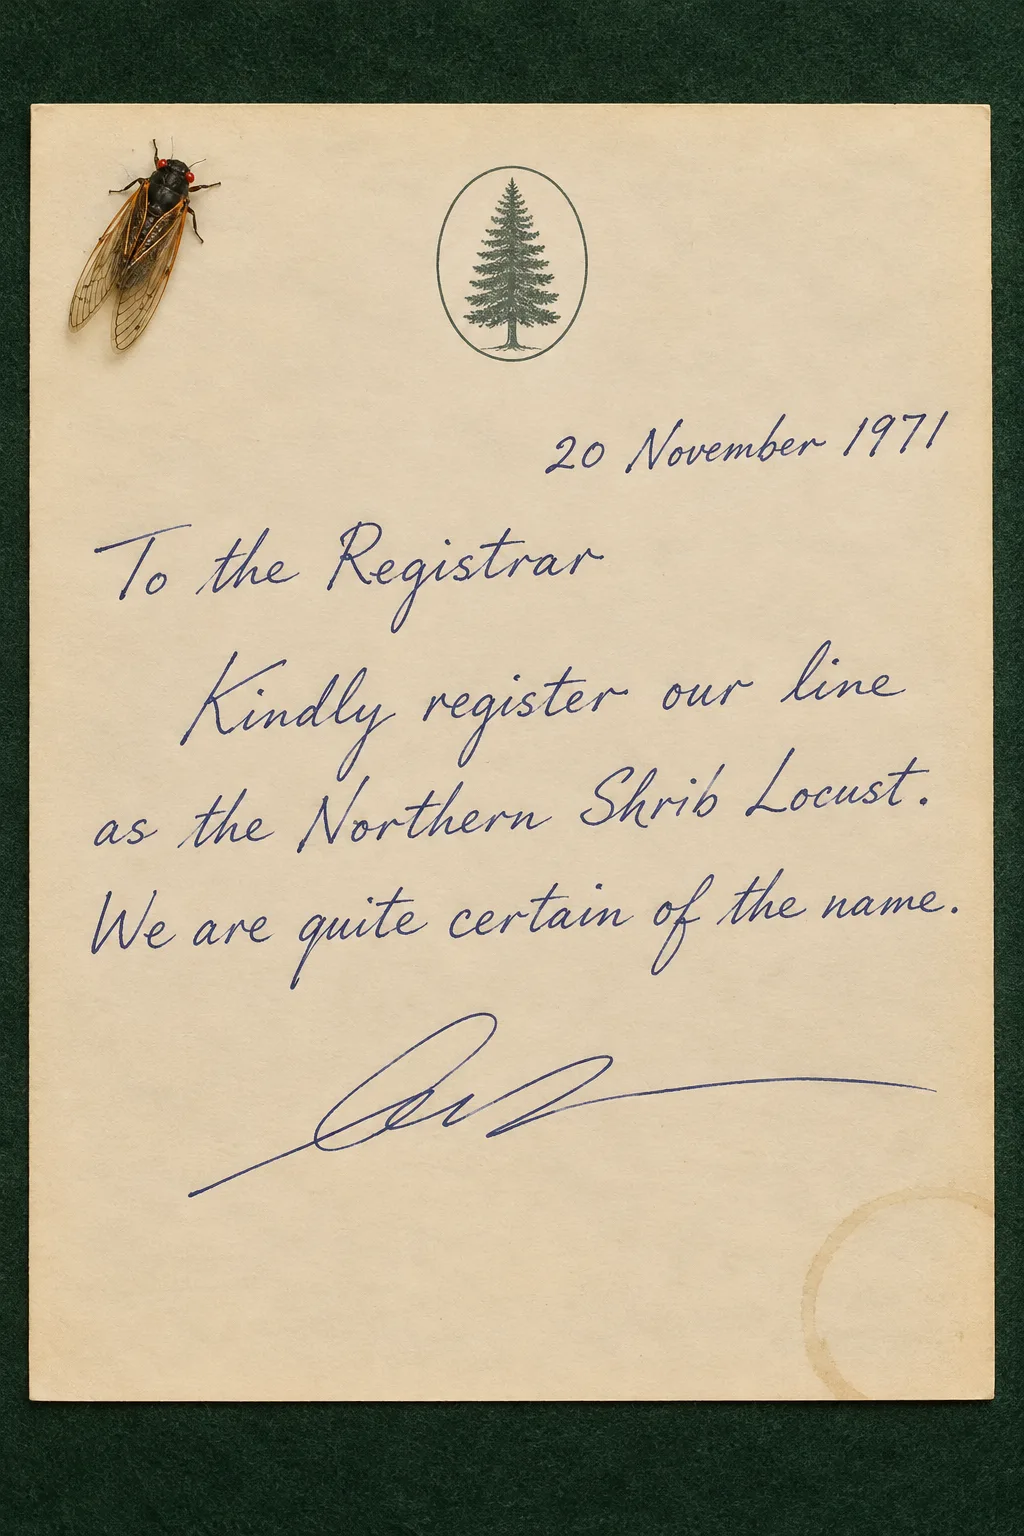 20 November 1971
To the Registrar
Kindly register our line
as the Northern Shrib Locust.
We are quite certain of the name.